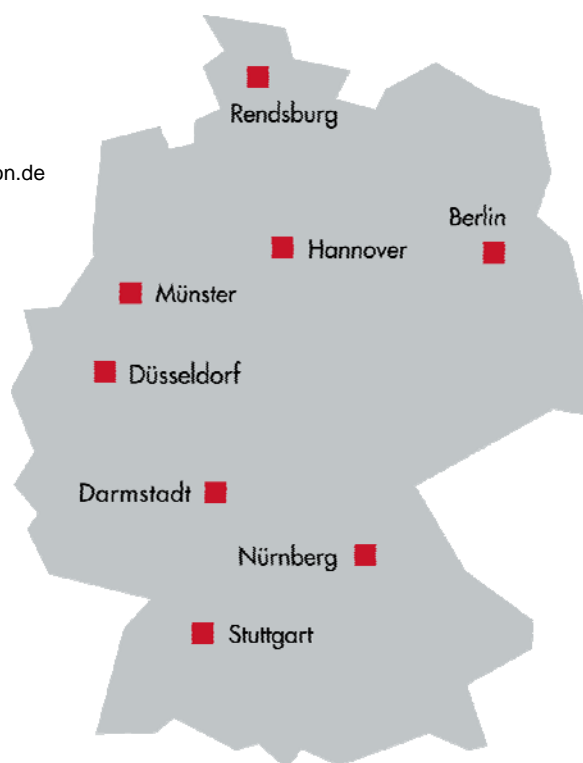 Rendsburg
on.de
Berlin
Hannover
Münster
Düsseldorf
Darmstadt
Nürnberg
Stuttgart